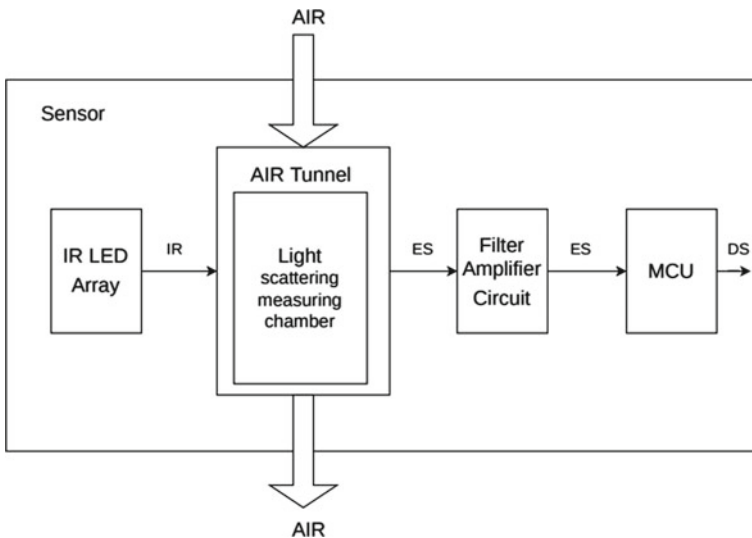 AIR
Sensor
AIR Tunnel
IR LED
Array
IR
Light
scattering
measuring
chamber
ES
Filter
Amplifier
Circuit
ES
MCU
DS
AIR